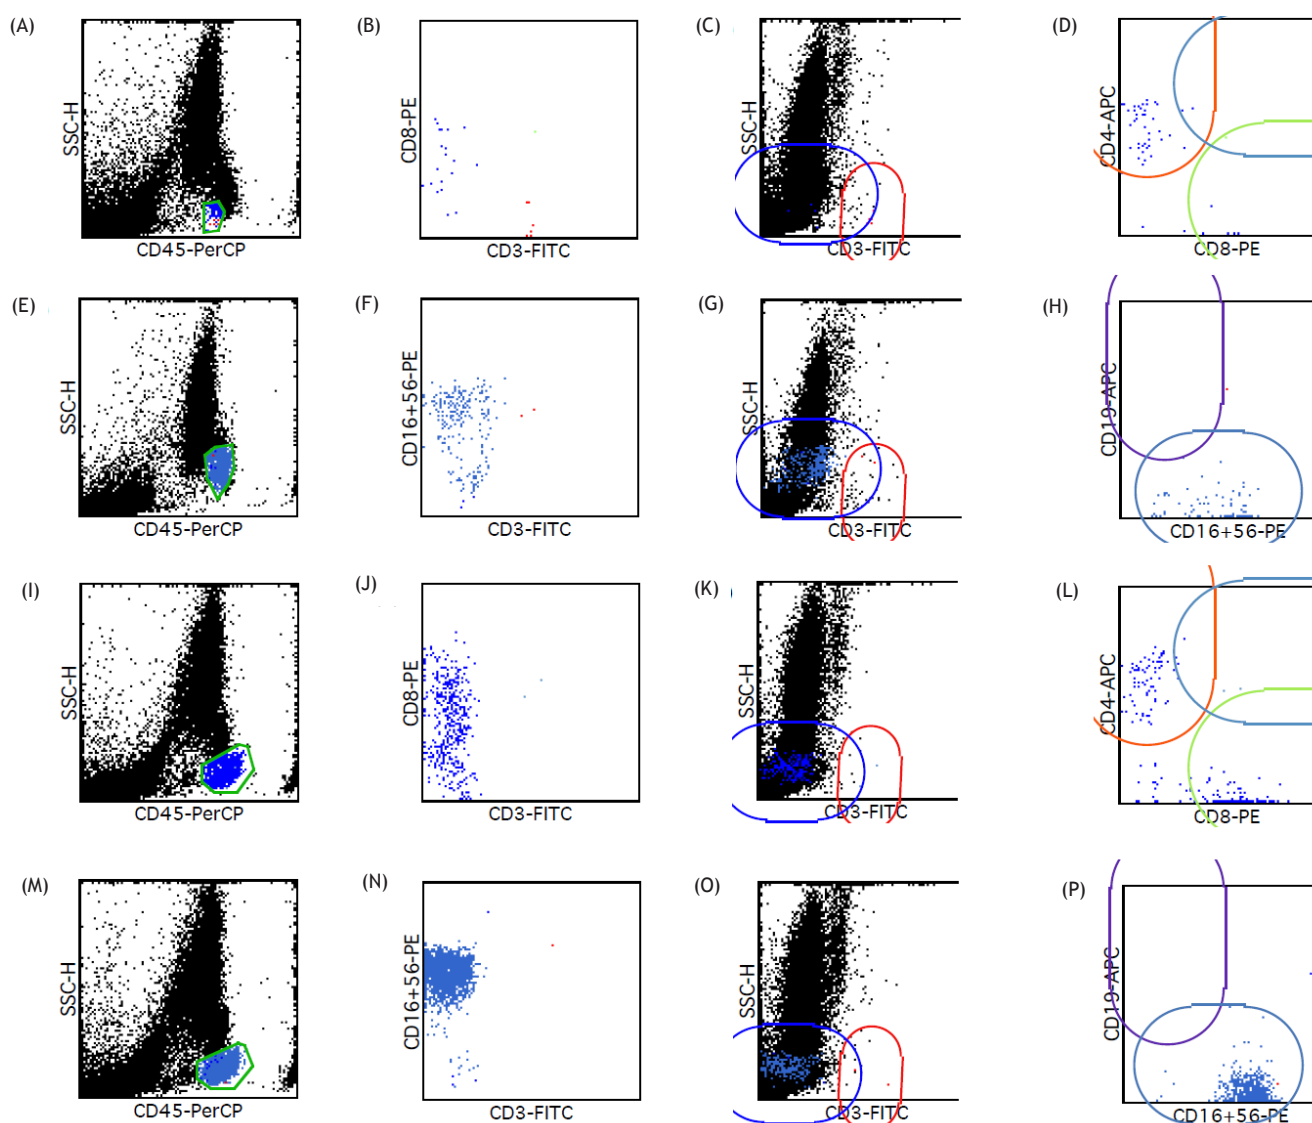 (A)
SSC-H
CD45-PerCP
(B)
CD8-PE
CD3-FITC
(C)
SSC-H
CD3-FITC
(D)
CD4-APC
CD8-PE
(E)
SSC-H
CD45-PerCP
(F)
CD16+56-PE
CD3-FITC
(G)
SSC-H
CD3-FITC
(H)
CD19-APC
CD16+56-PE
(I)
SSC-H
CD45-PerCP
(J)
CD8-PE
CD3-FITC
(K)
SSC-H
CD3-FITC
(L)
CD4-APC
CD8-PE
(M)
SSC-H
CD45-PerCP
(N)
CD16+56-PE
CD3-FITC
(O)
SSC-H
CD3-FITC
(P)
CD19-APC
CD16+56-PE